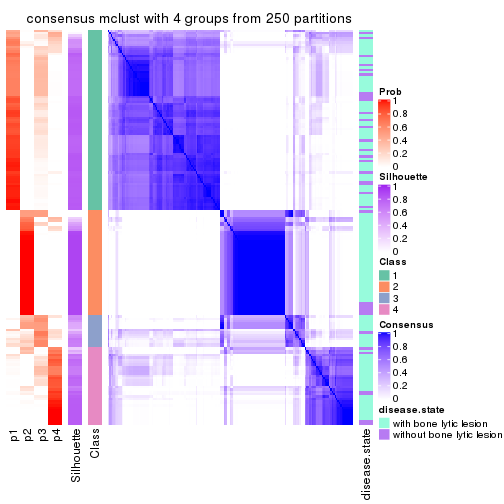 consensus mclust with 4 groups from 250 partitions
Prob
1
0.8
0.6
0.4
0.2
0
Silhouette
1
0.8
0.6
0.4
0.2
0
Class
1
2
3
4
Consensus
1
0.8
0.6
0.4
0.2
0
disease.state
with bone lytic lesion
without bone lytic lesion
p1
p2
p3
p4
Silhouette
Class
disease.state